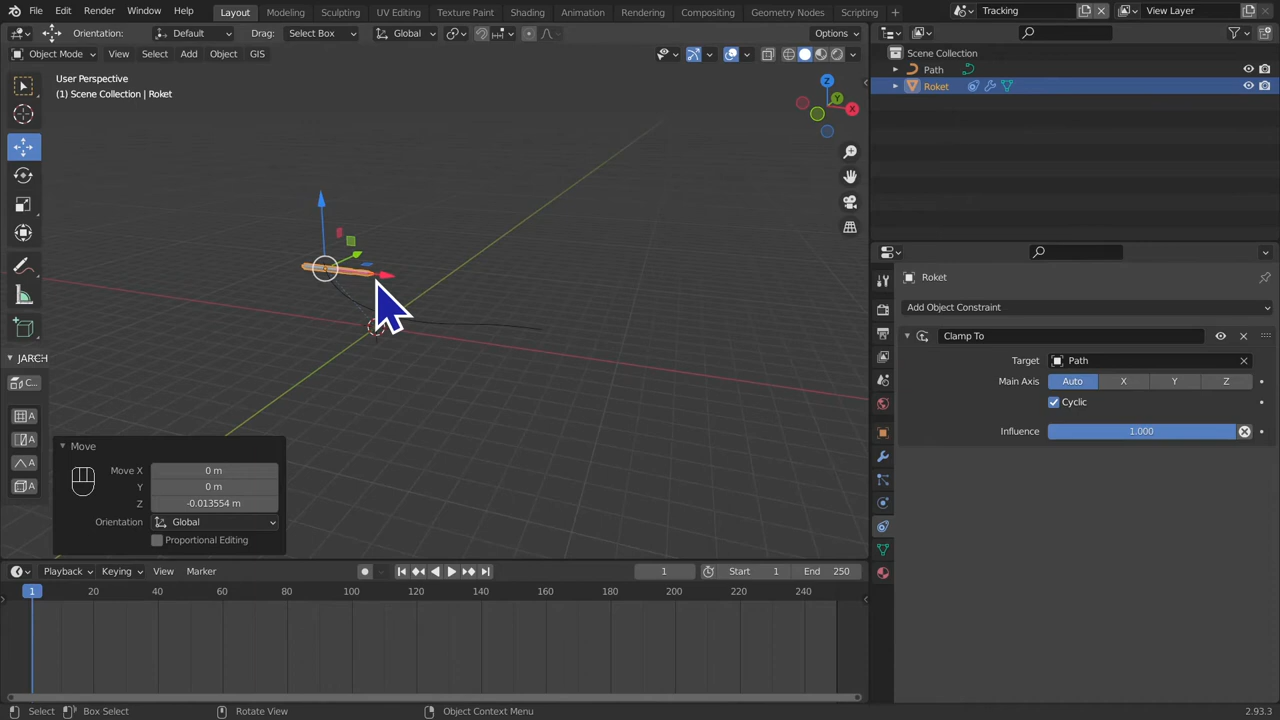 File Edit Render Window Help Layout Modeling Sculpting UV Editing Texture Paint Shading Animation Rendering Compositing Geometry Nodes Scripting Tracking View Layer
Orientation: Default Drag: Select Box Global Options
Object Mode View Select Add Object GIS
User Perspective
(1) Scene Collection | Roket
Z
Y
X
JARCH
C...
A
A
A
A
Move
Move X 0 m
Y 0 m
Z -0.013554 m
Orientation Global
Proportional Editing
Playback Keying View Marker 1 Start 1 End 250
1 20 40 60 80 100 120 140 160 180 200 220 240
Scene Collection
Path
Roket
Roket
Add Object Constraint
Clamp To
Target Path
Main Axis Auto X Y Z
Cyclic
Influence 1.000
Select Box Select Rotate View Object Context Menu 2.93.3